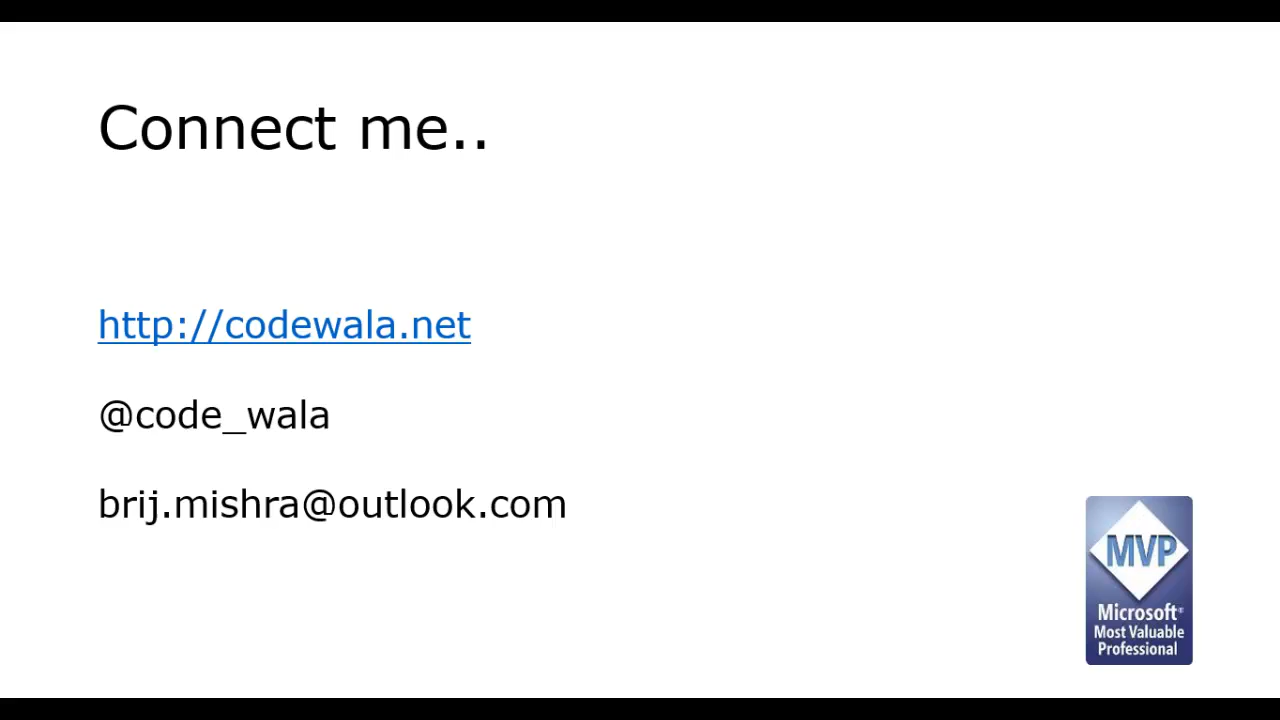 Connect me..
http://codewala.net
@code_wala
brij.mishra@outlook.com
MVP
Microsoft®
Most Valuable
Professional